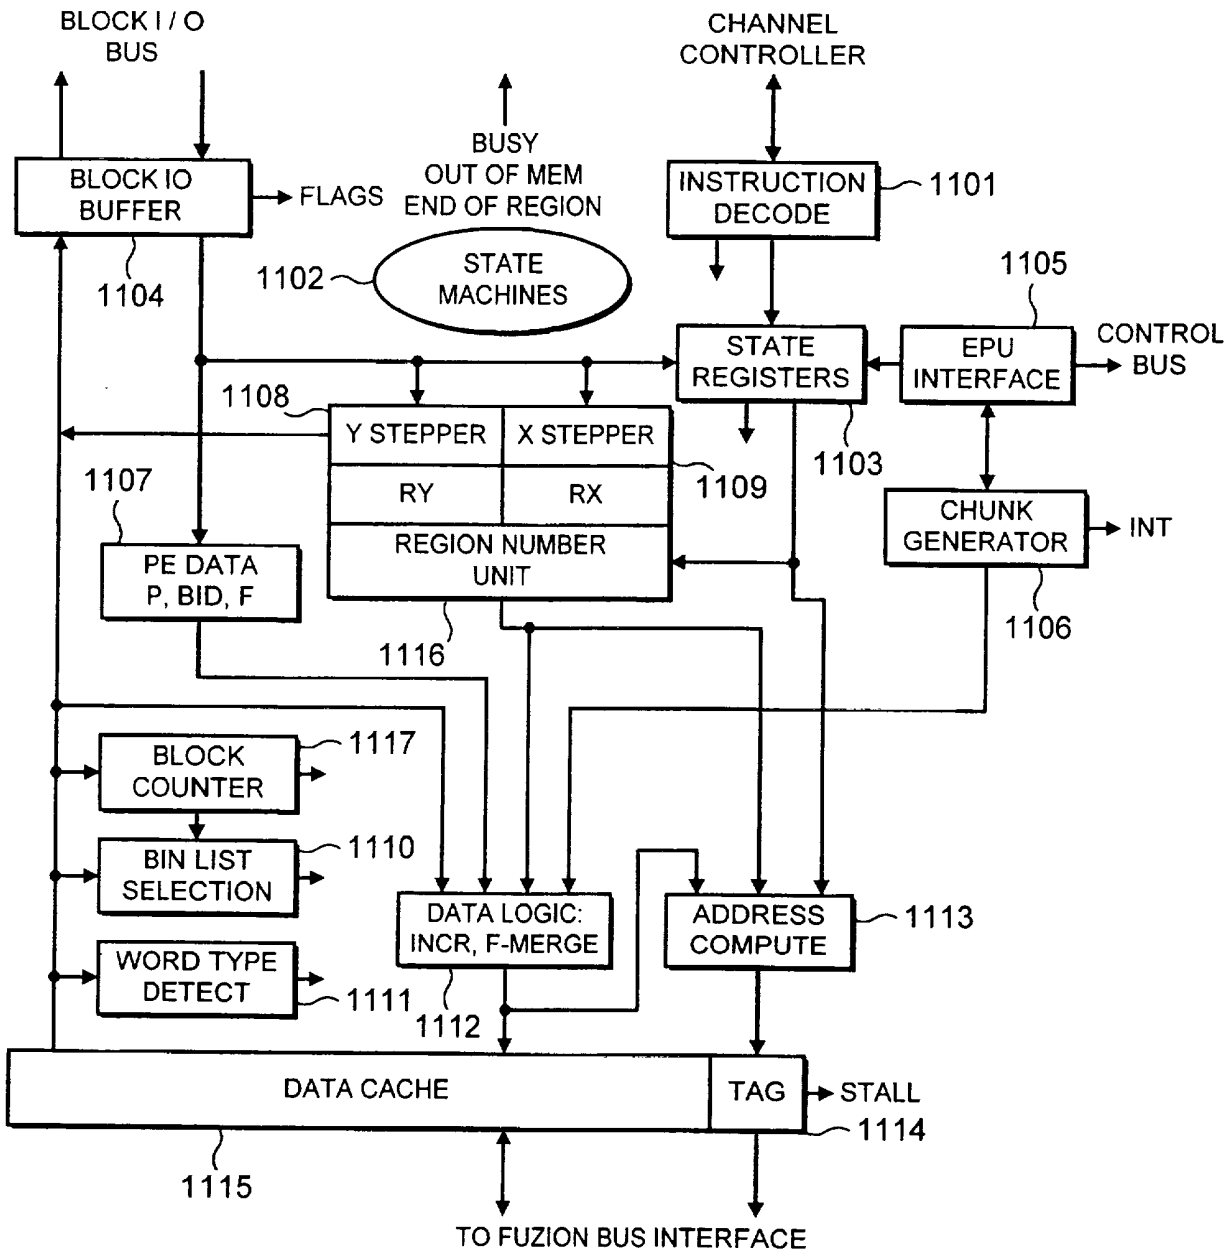 BLOCK I / O
BUS
CHANNEL
CONTROLLER
BUSY
OUT OF MEM
END OF REGION
BLOCK IO
BUFFER
FLAGS
INSTRUCTION
DECODE
1101
1104
1102
STATE
MACHINES
1105
STATE
REGISTERS
EPU
INTERFACE
CONTROL
BUS
1108
Y STEPPER
X STEPPER
1109
1103
1107
RY
RX
CHUNK
GENERATOR
INT
PE DATA
P, BID, F
REGION NUMBER
UNIT
1116
1106
BLOCK
COUNTER
1117
BIN LIST
SELECTION
1110
DATA LOGIC:
INCR, F-MERGE
ADDRESS
COMPUTE
1113
WORD TYPE
DETECT
1111
1112
DATA CACHE
TAG
STALL
1114
1115
TO FUZION BUS INTERFACE